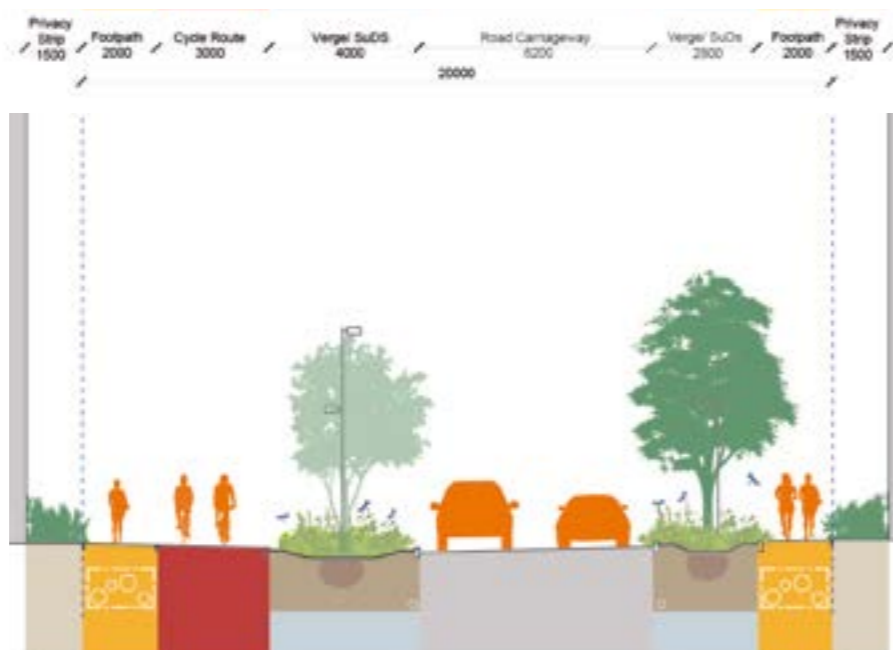 Privacy Strip 1500
Footpath 2000
Cycle Route 3000
Verge/ SuDS 4000
Road Carriageway 6200
Verge/ SuDs 2800
Footpath 2000
Privacy Strip 1500
20000